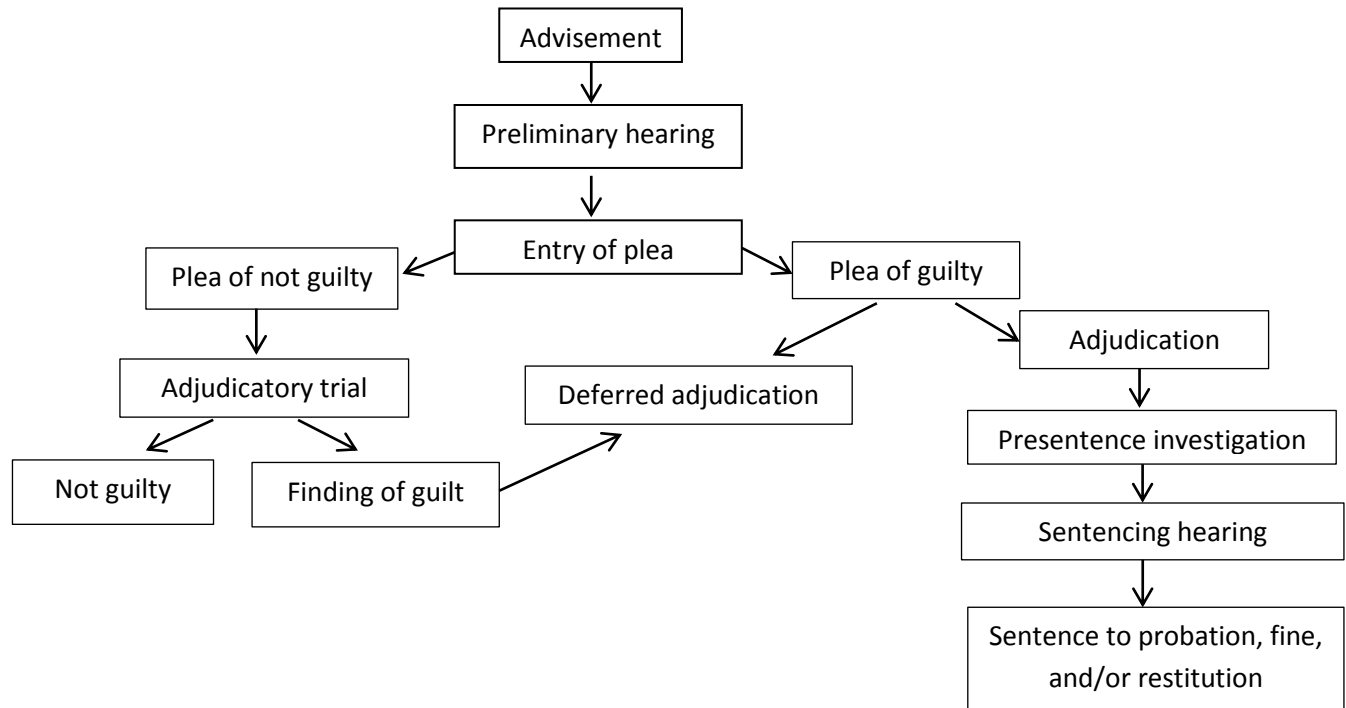 Advisement
Preliminary hearing
Entry of plea
Plea of not guilty
Plea of guilty
Adjudication
Adjudicatory trial
Deferred adjudication
Presentence investigation
Not guilty
Finding of guilt
Sentencing hearing
Sentence to probation, fine,
and/or restitution